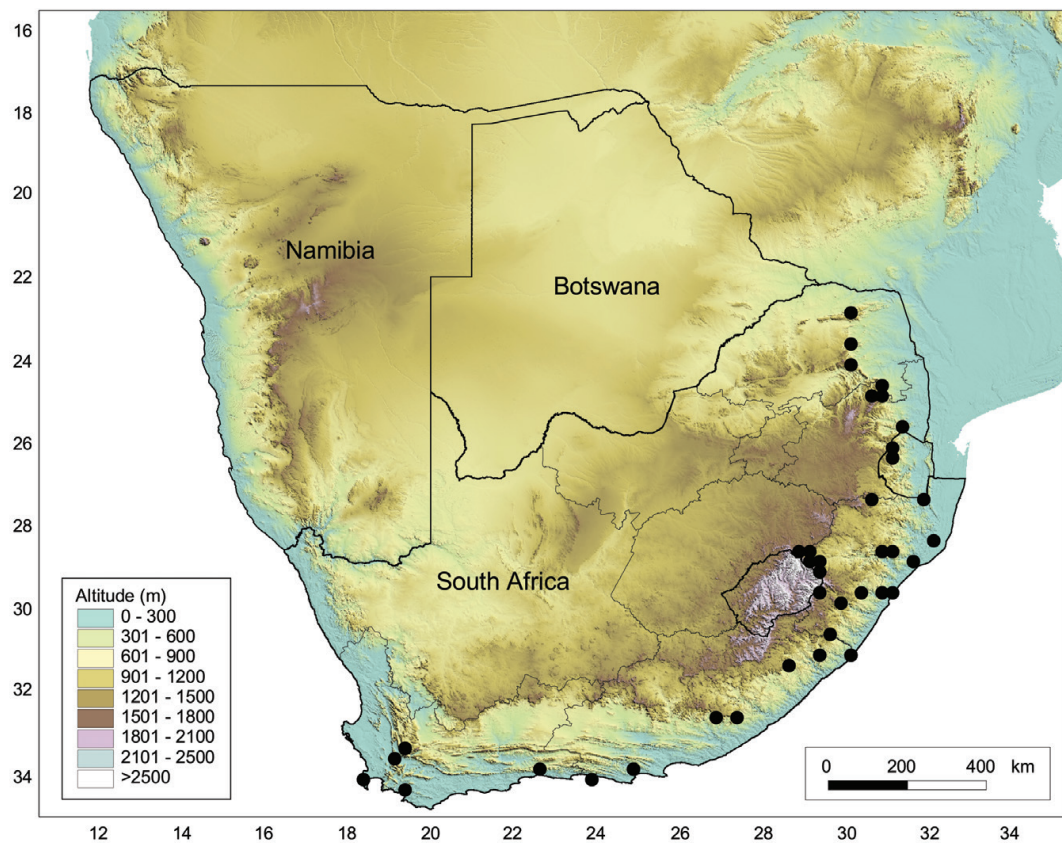 16
18
20
22
24
26
28
30
32
34
Namibia
Botswana
South Africa
Altitude (m)
0 - 300
301 - 600
601 - 900
901 - 1200
1201 - 1500
1501 - 1800
1801 - 2100
2101 - 2500
>2500
0 200 400 km
12 14 16 18 20 22 24 26 28 30 32 34